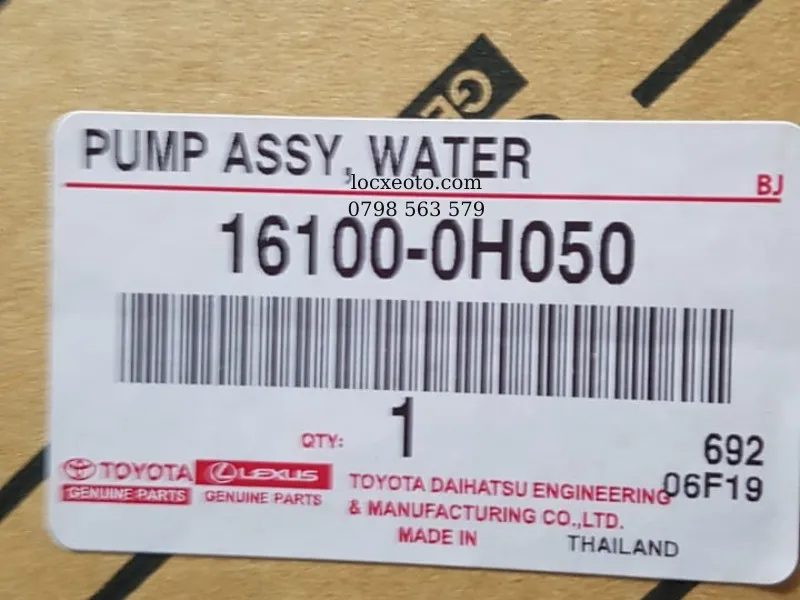 GE
PUMP ASSY, WATER
BJ
locxeoto.com
0798 563 579
16100-0H050
QTY: 1
692
06F19
TOYOTA
GENUINE PARTS
LEXUS
GENUINE PARTS
TOYOTA DAIHATSU ENGINEERING
& MANUFACTURING CO.,LTD.
MADE IN THAILAND